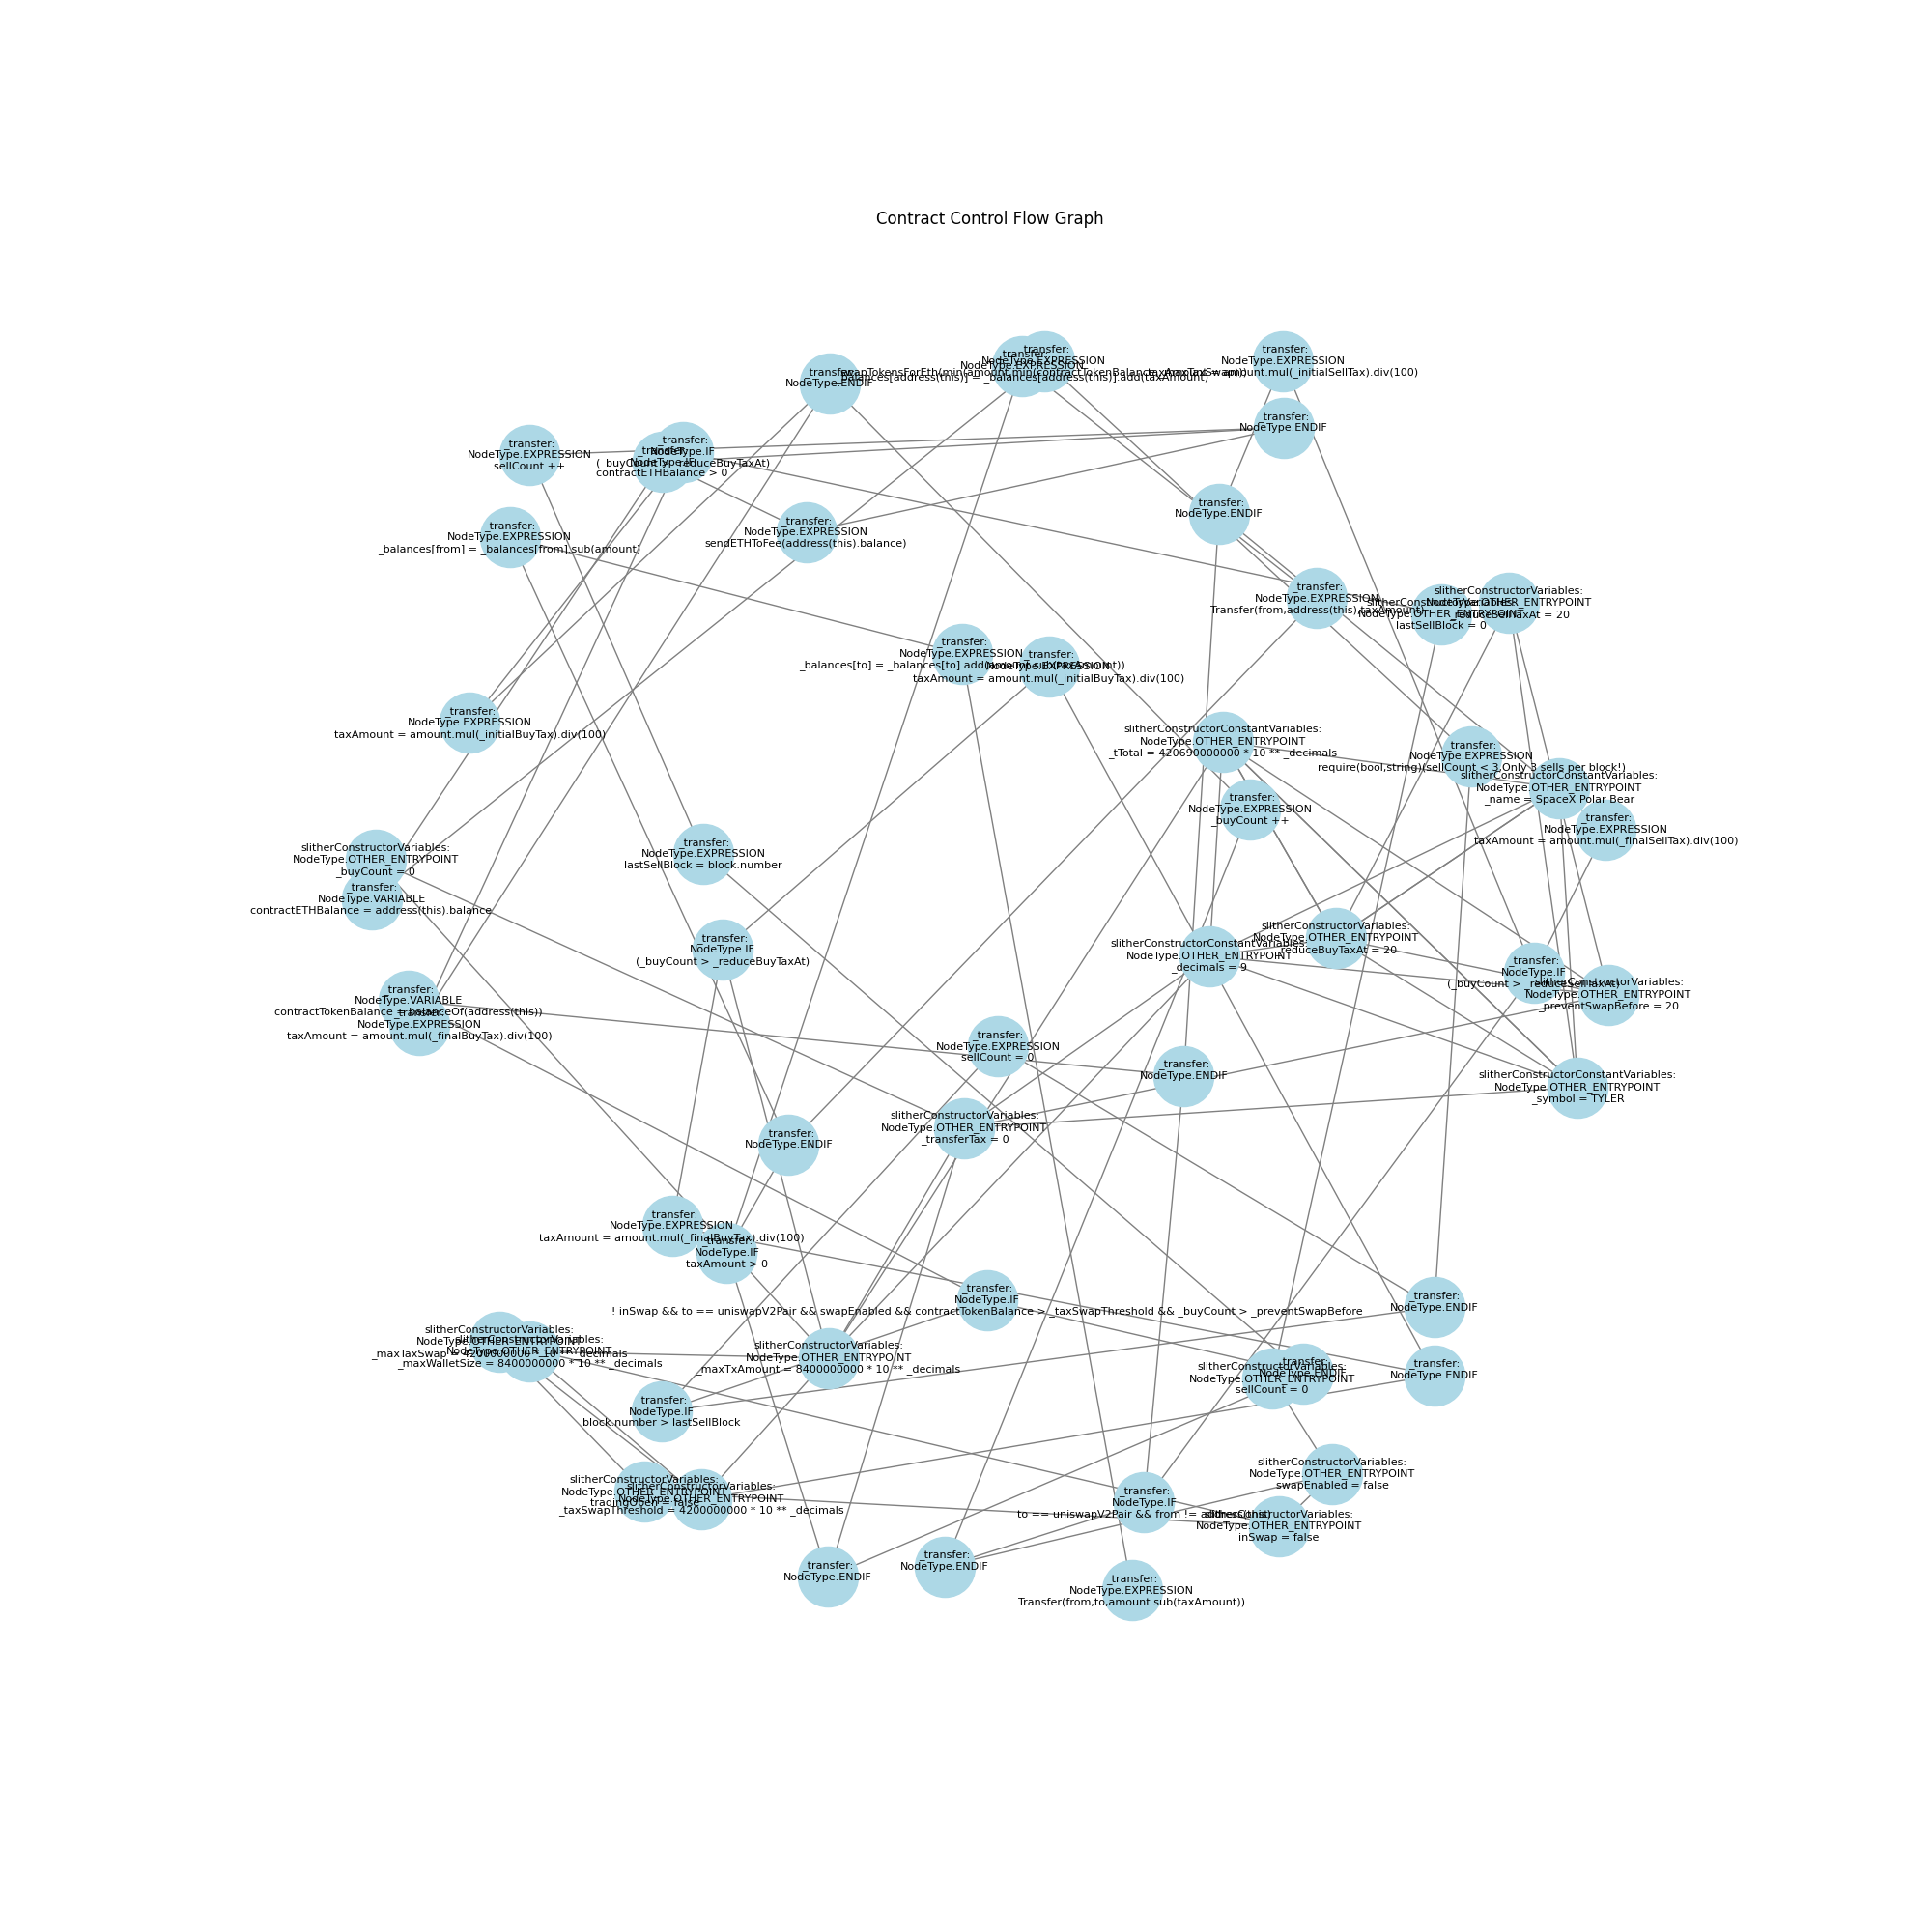 Contract Control Flow Graph
_transfer:
NodeType.ENDIF
_transfer:
NodeType.EXPRESSION
_balances[address(this)] = _balances[address(this)].add(taxAmount)
_transfer:
NodeType.EXPRESSION
_transfer:
NodeType.EXPRESSION
taxAmount = amount.mul(_initialSellTax).div(100)
_transfer:
NodeType.ENDIF
_transfer:
NodeType.EXPRESSION
sellCount ++
_transfer:
NodeType.IF
(_buyCount > _reduceBuyTaxAt)
_transfer:
NodeType.IF
contractETHBalance > 0
_transfer:
NodeType.EXPRESSION
_balances[from] = _balances[from].sub(amount)
_transfer:
NodeType.EXPRESSION
sendETHToFee(address(this).balance)
_transfer:
NodeType.ENDIF
_transfer:
NodeType.EXPRESSION
Transfer(from,address(this),taxAmount)
slitherConstructorVariables:
NodeType.OTHER_ENTRYPOINT
lastSellBlock = 0
slitherConstructorVariables:
NodeType.OTHER_ENTRYPOINT
_reduceSellTaxAt = 20
_transfer:
NodeType.EXPRESSION
_balances[to] = _balances[to].add(amount.sub(taxAmount))
_transfer:
NodeType.EXPRESSION
taxAmount = amount.mul(_initialBuyTax).div(100)
_transfer:
NodeType.EXPRESSION
taxAmount = amount.mul(_initialBuyTax).div(100)
slitherConstructorConstantVariables:
NodeType.OTHER_ENTRYPOINT
_tTotal = 420690000000 * 10 ** _decimals
_transfer:
NodeType.EXPRESSION
require(bool,string)(sellCount < 3,Only 3 sells per block!)
slitherConstructorConstantVariables:
NodeType.OTHER_ENTRYPOINT
_name = SpaceX Polar Bear
_transfer:
NodeType.EXPRESSION
_buyCount ++
_transfer:
NodeType.EXPRESSION
taxAmount = amount.mul(_finalSellTax).div(100)
slitherConstructorVariables:
NodeType.OTHER_ENTRYPOINT
_buyCount = 0
_transfer:
NodeType.VARIABLE
contractETHBalance = address(this).balance
_transfer:
NodeType.EXPRESSION
lastSellBlock = block.number
_transfer:
NodeType.IF
(_buyCount > _reduceBuyTaxAt)
slitherConstructorConstantVariables:
NodeType.OTHER_ENTRYPOINT
_decimals = 9
slitherConstructorVariables:
NodeType.OTHER_ENTRYPOINT
_reduceBuyTaxAt = 20
_transfer:
NodeType.IF
(_buyCount > _reduceSellTaxAt)
slitherConstructorVariables:
NodeType.OTHER_ENTRYPOINT
_preventSwapBefore = 20
_transfer:
NodeType.VARIABLE
contractTokenBalance = balanceOf(address(this))
_transfer:
NodeType.EXPRESSION
taxAmount = amount.mul(_finalBuyTax).div(100)
_transfer:
NodeType.EXPRESSION
sellCount = 0
_transfer:
NodeType.ENDIF
slitherConstructorConstantVariables:
NodeType.OTHER_ENTRYPOINT
_symbol = TYLER
slitherConstructorVariables:
NodeType.OTHER_ENTRYPOINT
_transferTax = 0
_transfer:
NodeType.ENDIF
_transfer:
NodeType.EXPRESSION
taxAmount = amount.mul(_finalBuyTax).div(100)
_transfer:
NodeType.IF
taxAmount > 0
_transfer:
NodeType.IF
! inSwap && to == uniswapV2Pair && swapEnabled && contractTokenBalance > _taxSwapThreshold && _buyCount > _preventSwapBefore
_transfer:
NodeType.ENDIF
slitherConstructorVariables:
NodeType.OTHER_ENTRYPOINT
_maxTaxSwap = 4200000000 * 10 ** _decimals
slitherConstructorVariables:
NodeType.OTHER_ENTRYPOINT
_maxWalletSize = 8400000000 * 10 ** _decimals
slitherConstructorVariables:
NodeType.OTHER_ENTRYPOINT
_maxTxAmount = 8400000000 * 10 ** _decimals
slitherConstructorVariables:
NodeType.OTHER_ENTRYPOINT
sellCount = 0
_transfer:
NodeType.ENDIF
_transfer:
NodeType.ENDIF
_transfer:
NodeType.IF
block.number > lastSellBlock
slitherConstructorVariables:
NodeType.OTHER_ENTRYPOINT
swapEnabled = false
slitherConstructorVariables:
NodeType.OTHER_ENTRYPOINT
tradingOpen = false
slitherConstructorVariables:
NodeType.OTHER_ENTRYPOINT
_taxSwapThreshold = 4200000000 * 10 ** _decimals
_transfer:
NodeType.IF
to == uniswapV2Pair && from != address(this)
slitherConstructorVariables:
NodeType.OTHER_ENTRYPOINT
inSwap = false
_transfer:
NodeType.ENDIF
_transfer:
NodeType.ENDIF
_transfer:
NodeType.EXPRESSION
Transfer(from,to,amount.sub(taxAmount))